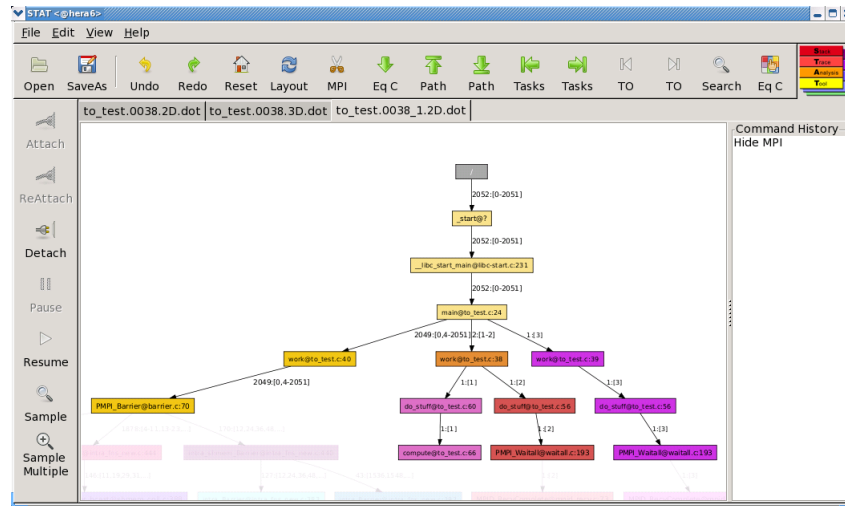 STAT <@hera6>
File Edit View Help
Open SaveAs Undo Redo Reset Layout MPI Eq C Path Path Tasks Tasks TO TO Search Eq C
Stack
Trace
Analysis
Tool
to_test.0038.2D.dot to_test.0038.3D.dot to_test.0038_1.2D.dot
Attach
ReAttach
Detach
Pause
Resume
Sample
Sample
Multiple
Command History
Hide MPI
/
2052:[0-2051]
_start@?
2052:[0-2051]
__libc_start_main@libc-start.c:231
2052:[0-2051]
main@to_test.c:24
2049:[0,4-2051] 2:[1-2] 1:[3]
work@to_test.c:40 work@to_test.c:38 work@to_test.c:39
2049:[0,4-2051] 1:[1] 1:[2] 1:[3]
PMPI_Barrier@barrier.c:70 do_stuff@to_test.c:60 do_stuff@to_test.c:56 do_stuff@to_test.c:56
1:[1] 1:[2] 1:[3]
compute@to_test.c:66 PMPI_Waitall@waitall.c:193 PMPI_Waitall@waitall.c:193